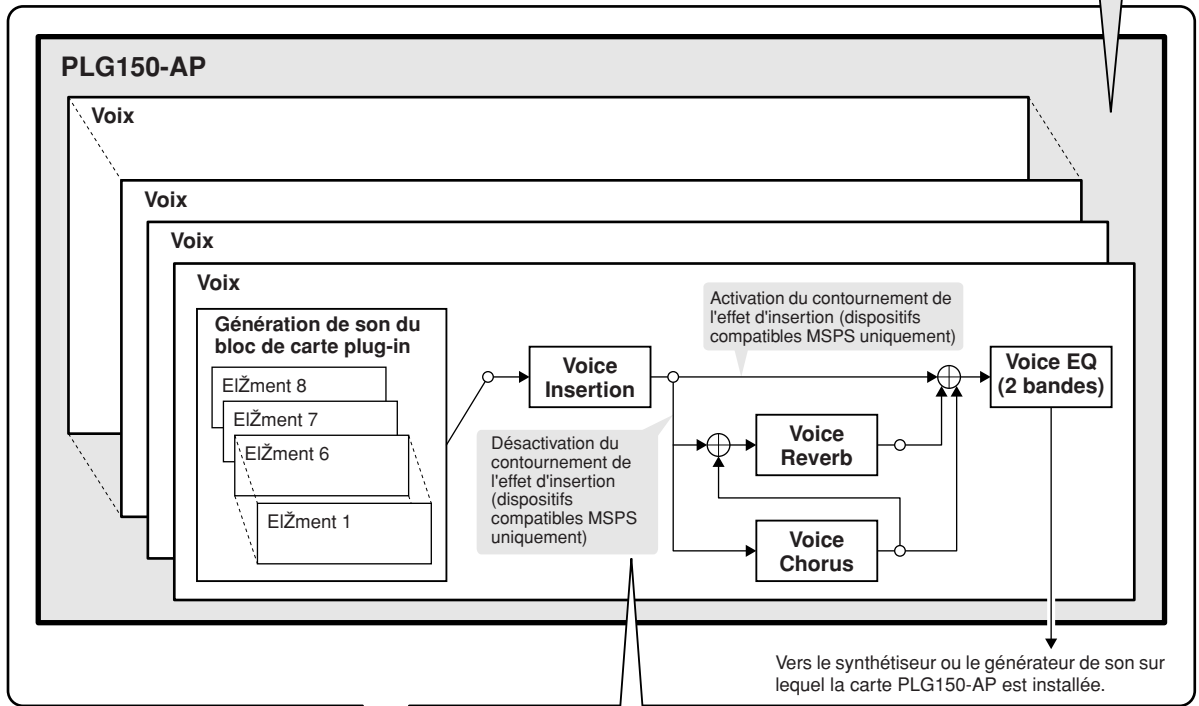 PLG150-AP
Voix
Voix
Voix
Voix
Génération de son du
bloc de carte plug-in
ElŽment 8
ElŽment 7
ElŽment 6
ElŽment 1
Voice
Insertion
Activation du contournement de
l'effet d'insertion (dispositifs
compatibles MSPS uniquement)
Désactivation du
contournement de
l'effet d'insertion
(dispositifs
compatibles MSPS
uniquement)
Voice
Reverb
Voice
Chorus
Voice EQ
(2 bandes)
Vers le synthétiseur ou le générateur de son sur
lequel la carte PLG150-AP est installée.